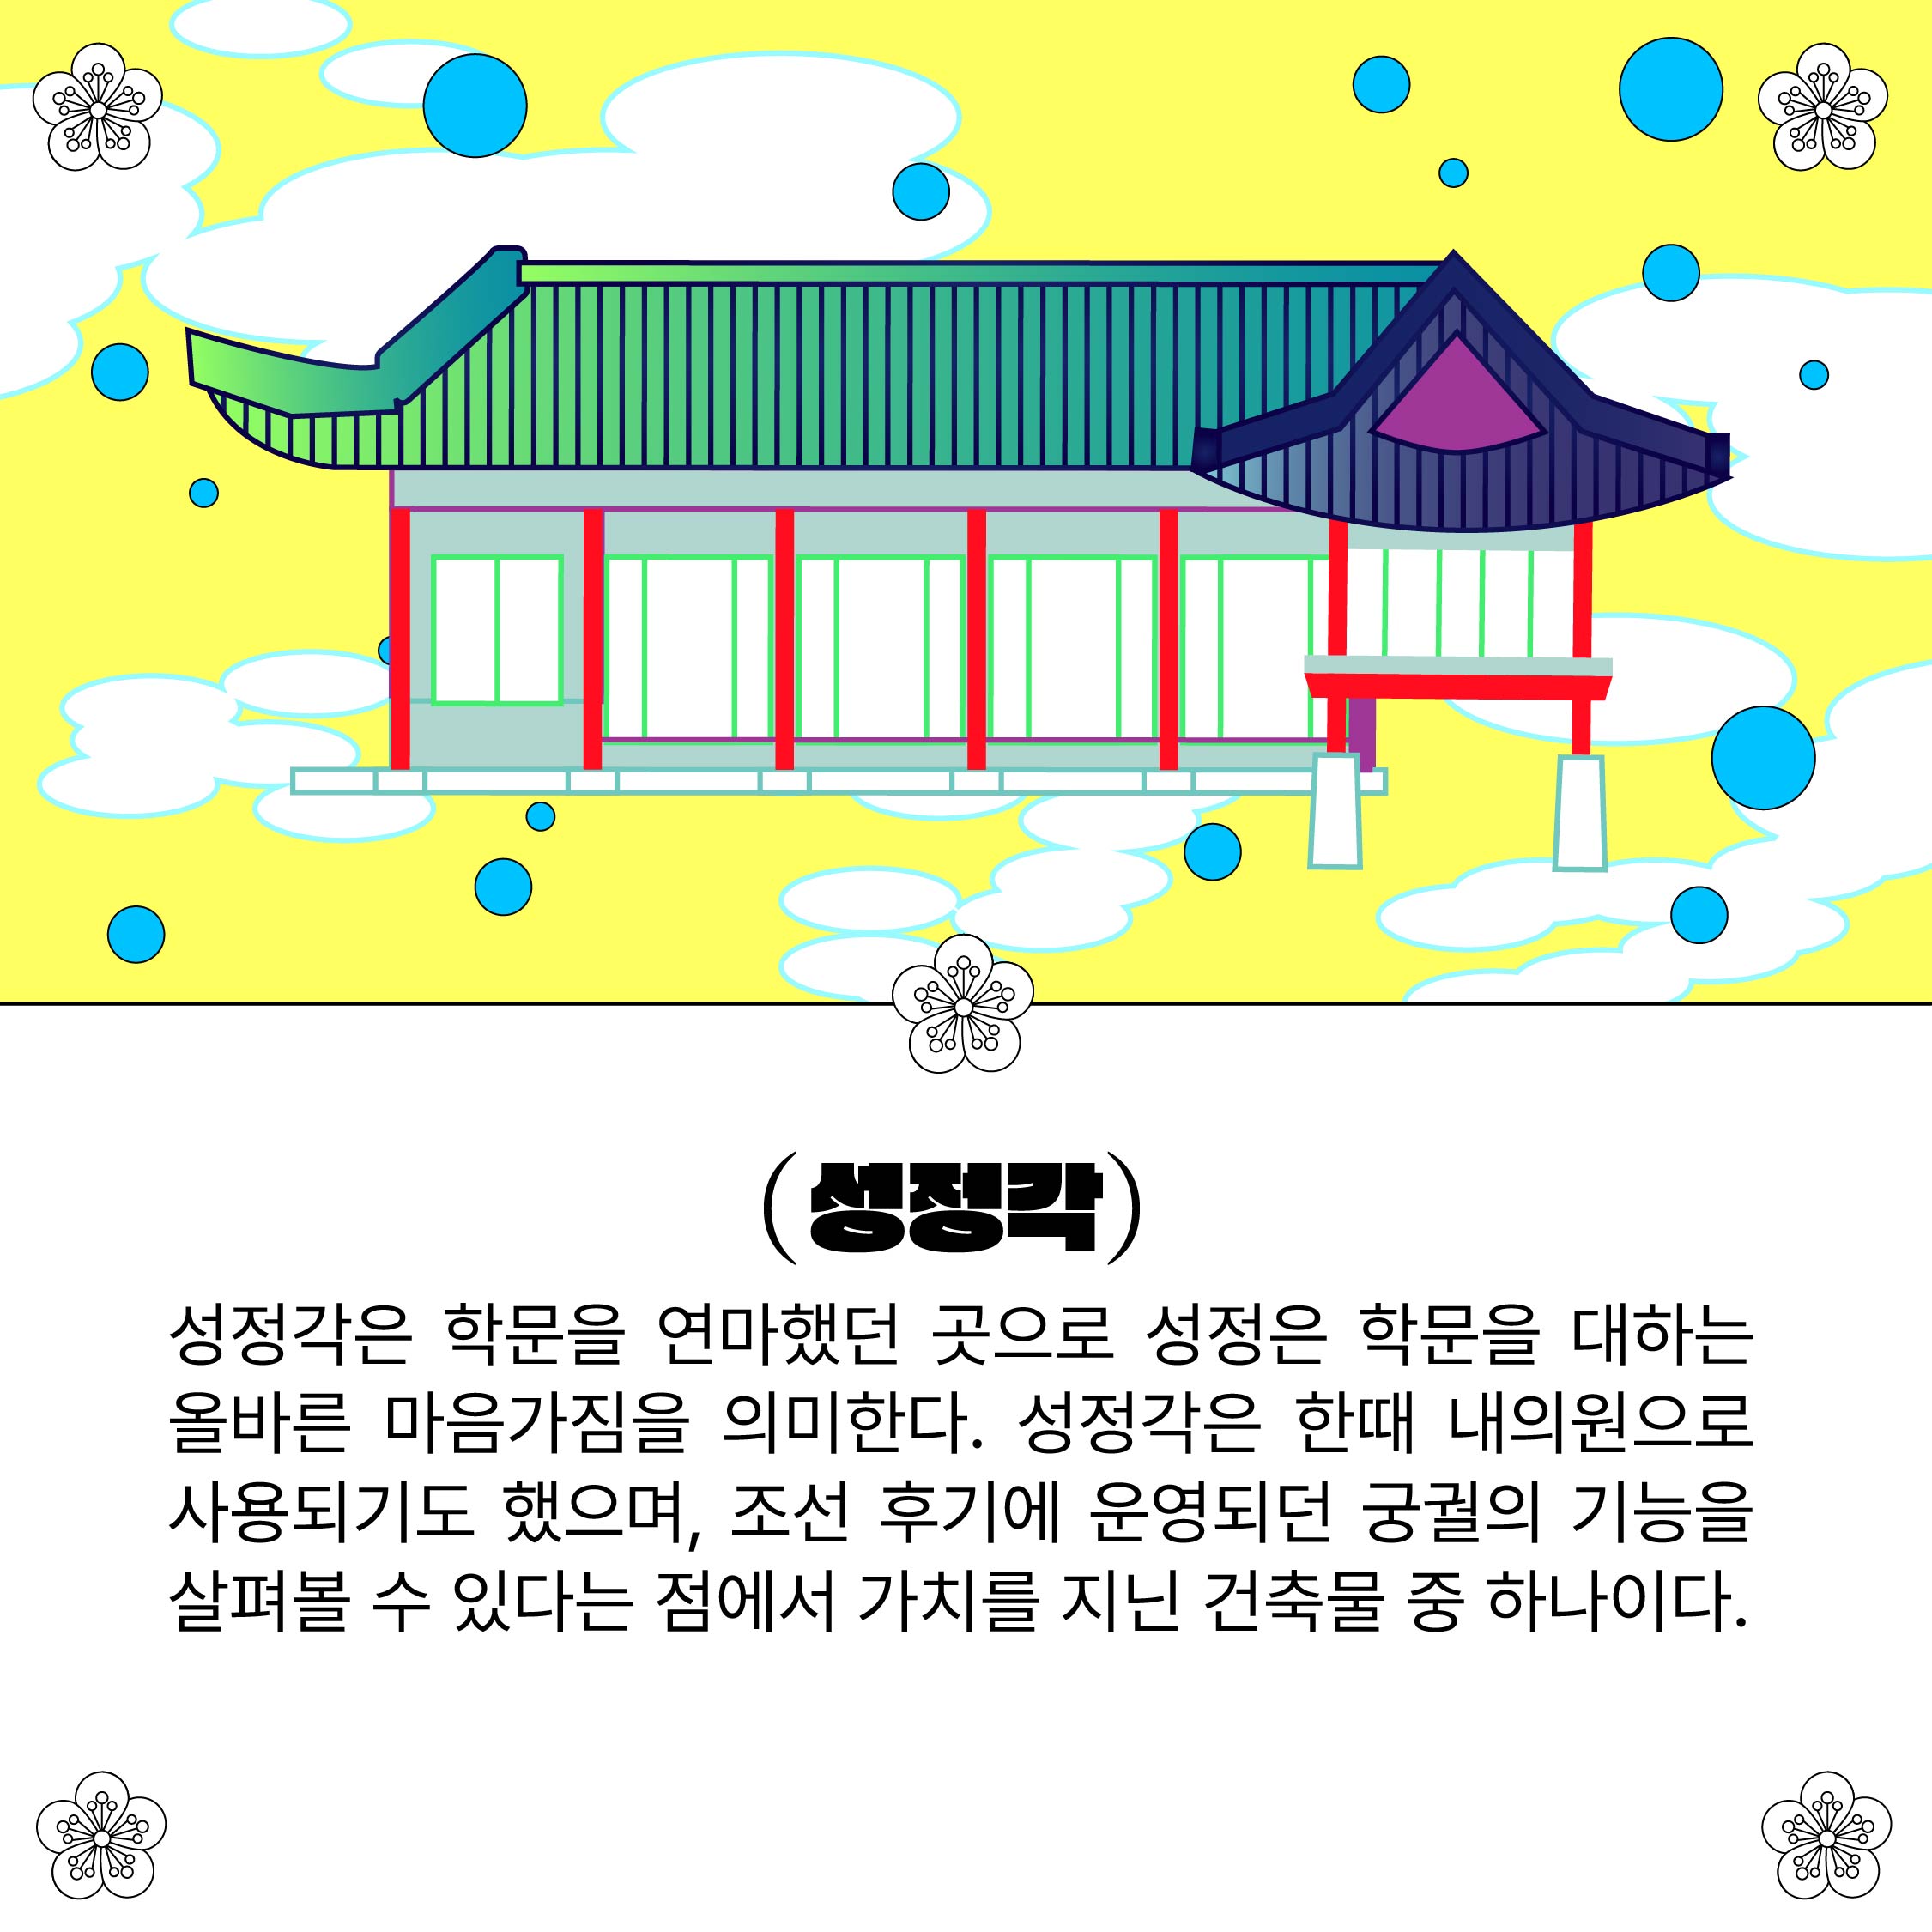 (성정각)
성정각은 학문을 연마했던 곳으로 성정은 학문을 대하는
올바른 마음가짐을 의미한다. 성정각은 한때 내의원으로
사용되기도 했으며, 조선 후기에 운영되던 궁궐의 기능을
살펴볼 수 있다는 점에서 가치를 지닌 건축물 중 하나이다.